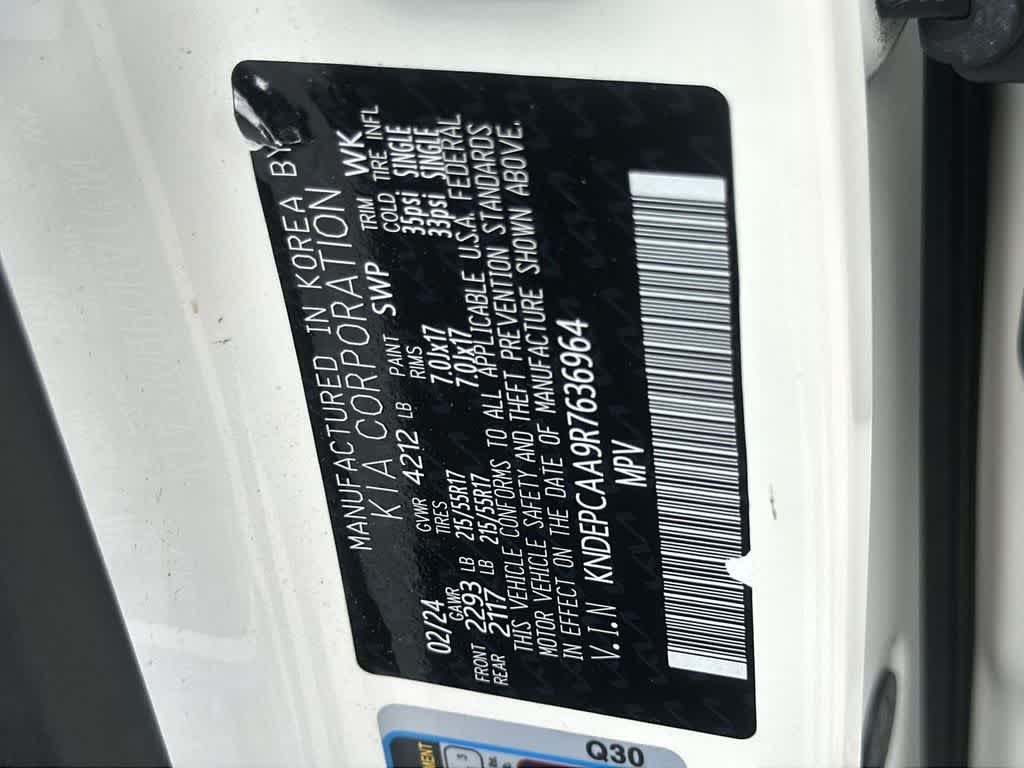 MANUFACTURED IN KOREA BY
KIA CORPORATION
02/24 GVWR 4212 LB PAINT SWP TRIM WK
GAWR TIRES RIMS COLD TIRE INFL
FRONT 2293 LB 215/55R17 7.0Jx17 35psi SINGLE
REAR 2117 LB 215/55R17 7.0Jx17 33psi SINGLE
THIS VEHICLE CONFORMS TO ALL APPLICABLE U.S.A. FEDERAL
MOTOR VEHICLE SAFETY AND THEFT PREVENTION STANDARDS
IN EFFECT ON THE DATE OF MANUFACTURE SHOWN ABOVE.
V.I.N KNDEPCAA9R7636964
MPV
Q30
3